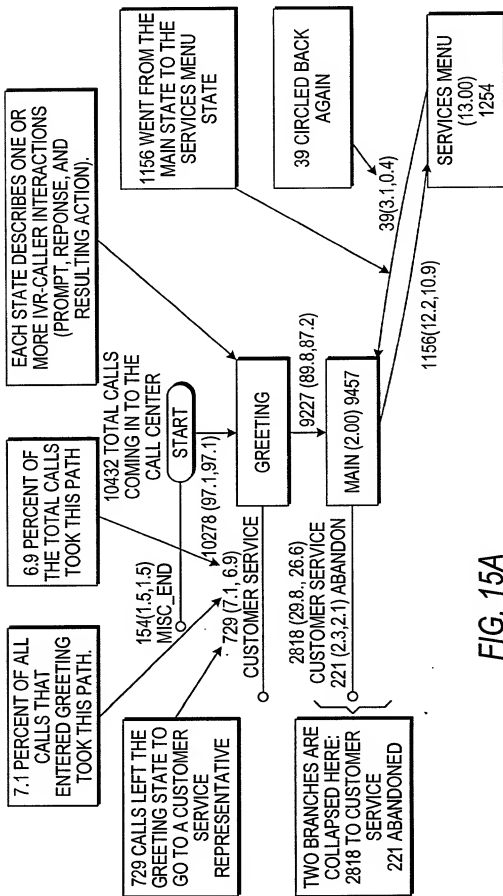 7.1 PERCENT OF ALL
CALLS THAT
ENTERED GREETING
TOOK THIS PATH.
6.9 PERCENT OF
THE TOTAL CALLS
TOOK THIS PATH
EACH STATE DESCRIBES ONE OR
MORE IVR-CALLER INTERACTIONS
(PROMPT, REPONSE, AND
RESULTING ACTION).
10432 TOTAL CALLS
COMING IN TO THE
CALL CENTER
START
154(1.5,1.5)
MISC_END
10278 (97.1,97.1)
729 CALLS LEFT THE
GREETING STATE TO
GO TO A CUSTOMER
SERVICE
REPRESENTATIVE
729 (7.1, 6.9)
CUSTOMER SERVICE
GREETING
1156 WENT FROM THE
MAIN STATE TO THE
SERVICES MENU
STATE
9227 (89.8,87.2)
39 CIRCLED BACK
AGAIN
2818 (29.8., 26.6)
CUSTOMER SERVICE
221 (2.3,2.1) ABANDON
MAIN (2.00) 9457
39(3.1,0.4)
1156(12.2,10.9)
TWO BRANCHES ARE
COLLAPSED HERE:
2818 TO CUSTOMER
SERVICE
221 ABANDONED
SERVICES MENU
(13.00)
1254
FIG. 15A